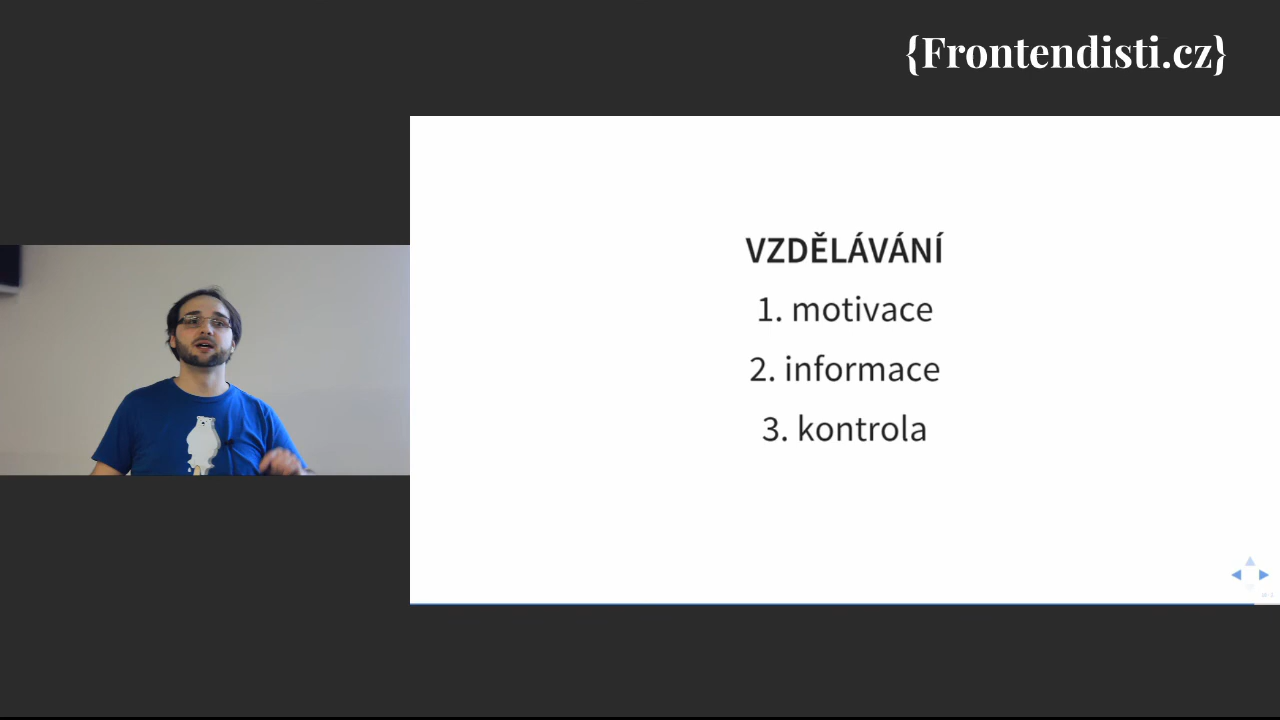 {Frontendisti.cz}
VZDĚLÁVÁNÍ
1. motivace
2. informace
3. kontrola